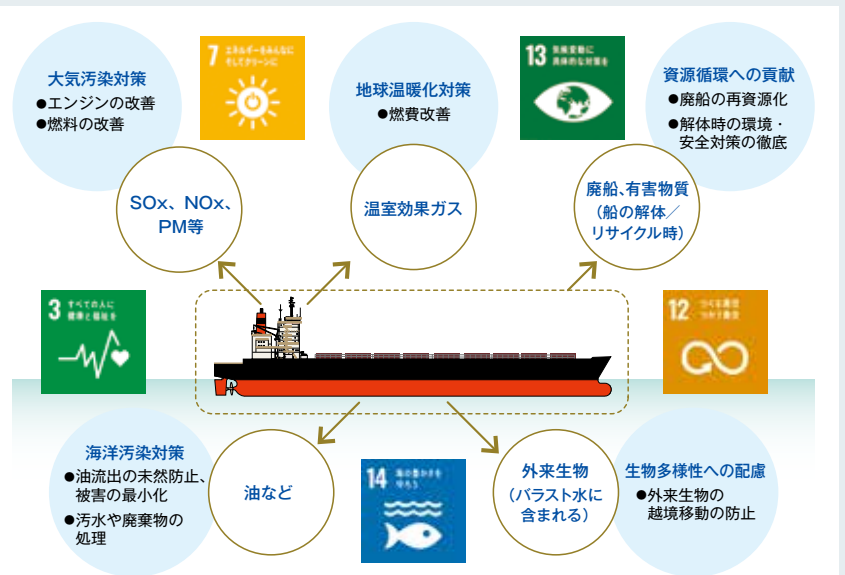 大気汚染対策
●エンジンの改善
●燃料の改善
7 エネルギーをみんなに
そしてクリーンに
地球温暖化対策
●燃費改善
13 気候変動に
具体的な対策を
資源循環への貢献
●廃船の再資源化
●解体時の環境・
安全対策の徹底
SOx、NOx、
PM等
温室効果ガス
廃船、有害物質
(船の解体／
リサイクル時)
3 すべての人に
健康と福祉を
12 つくる責任
つかう責任
海洋汚染対策
●油流出の未然防止、
被害の最小化
●汚水や廃棄物の
処理
油など
14 海の豊かさを
守ろう
外来生物
(バラスト水に
含まれる)
生物多様性への配慮
●外来生物の
越境移動の防止